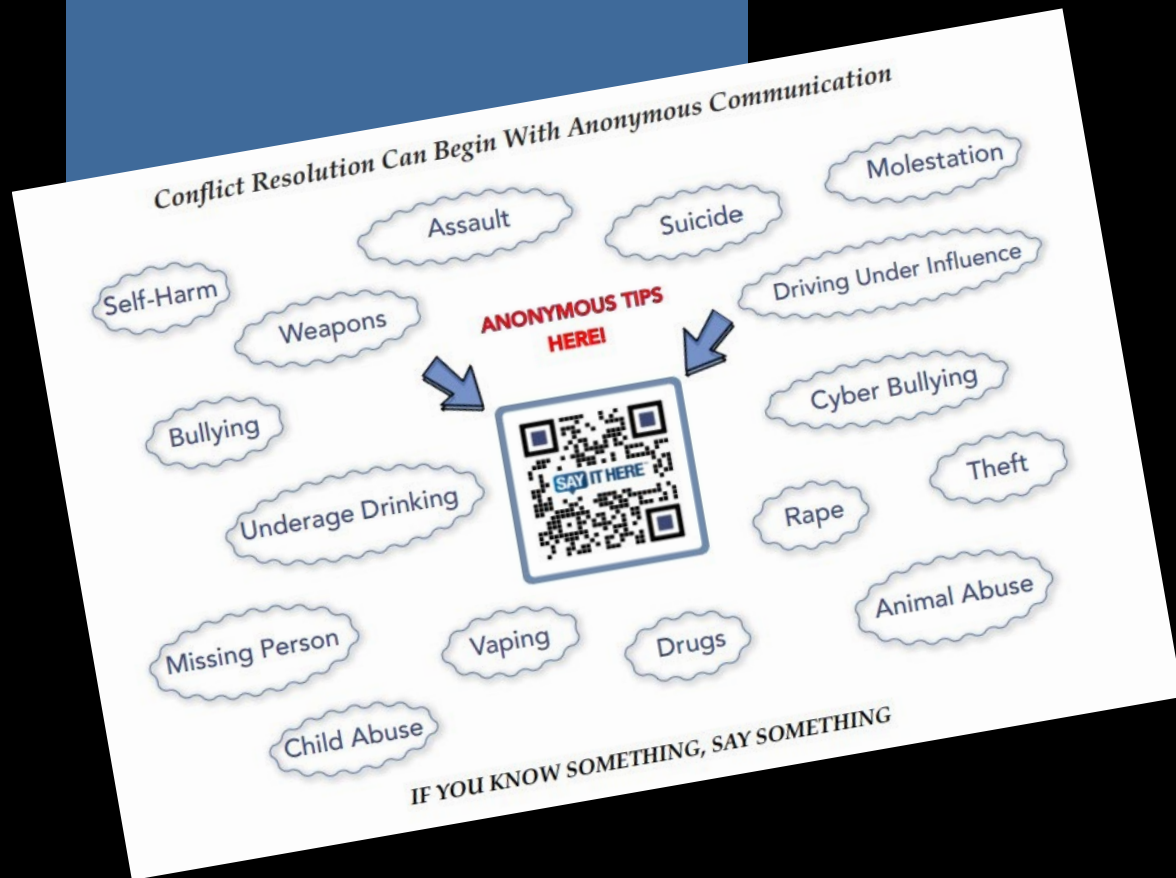 Conflict Resolution Can Begin With Anonymous Communication
Molestation
Assault
Suicide
Driving Under Influence
Self-Harm
Weapons
ANONYMOUS TIPS
HERE!
Cyber Bullying
Bullying
SAY IT HERE
Theft
Underage Drinking
Rape
Animal Abuse
Missing Person
Vaping
Drugs
Child Abuse
IF YOU KNOW SOMETHING, SAY SOMETHING